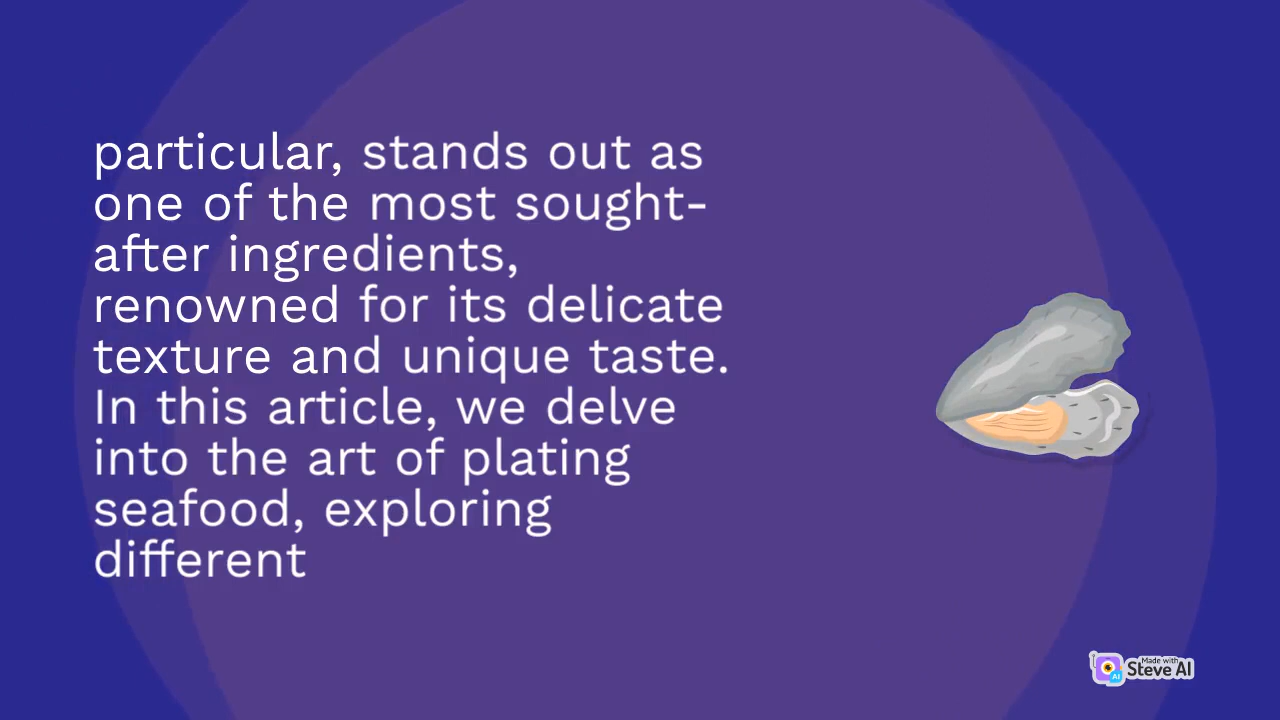 particular, stands out as
one of the most sought-
after ingredients,
renowned for its delicate
texture and unique taste.
In this article, we delve
into the art of plating
seafood, exploring
different
Made with
Steve AI
AI